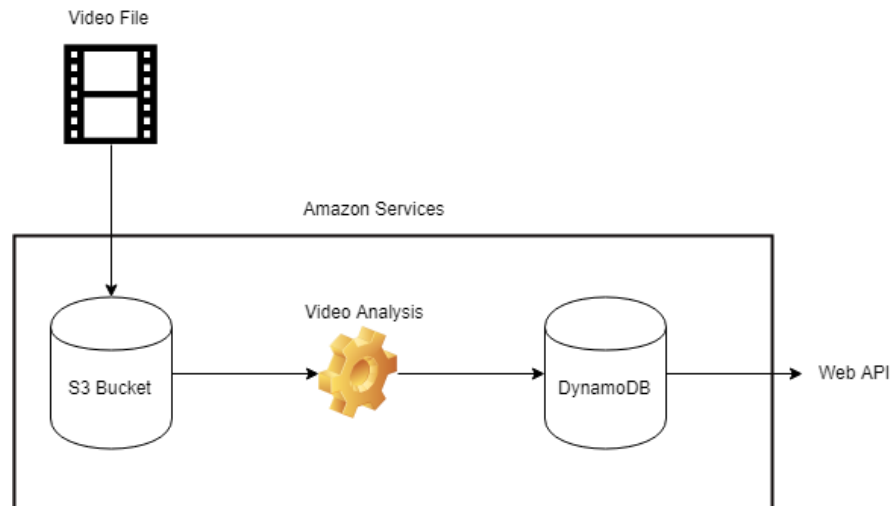 Video File
Amazon Services
Video Analysis
S3 Bucket
DynamoDB
Web API